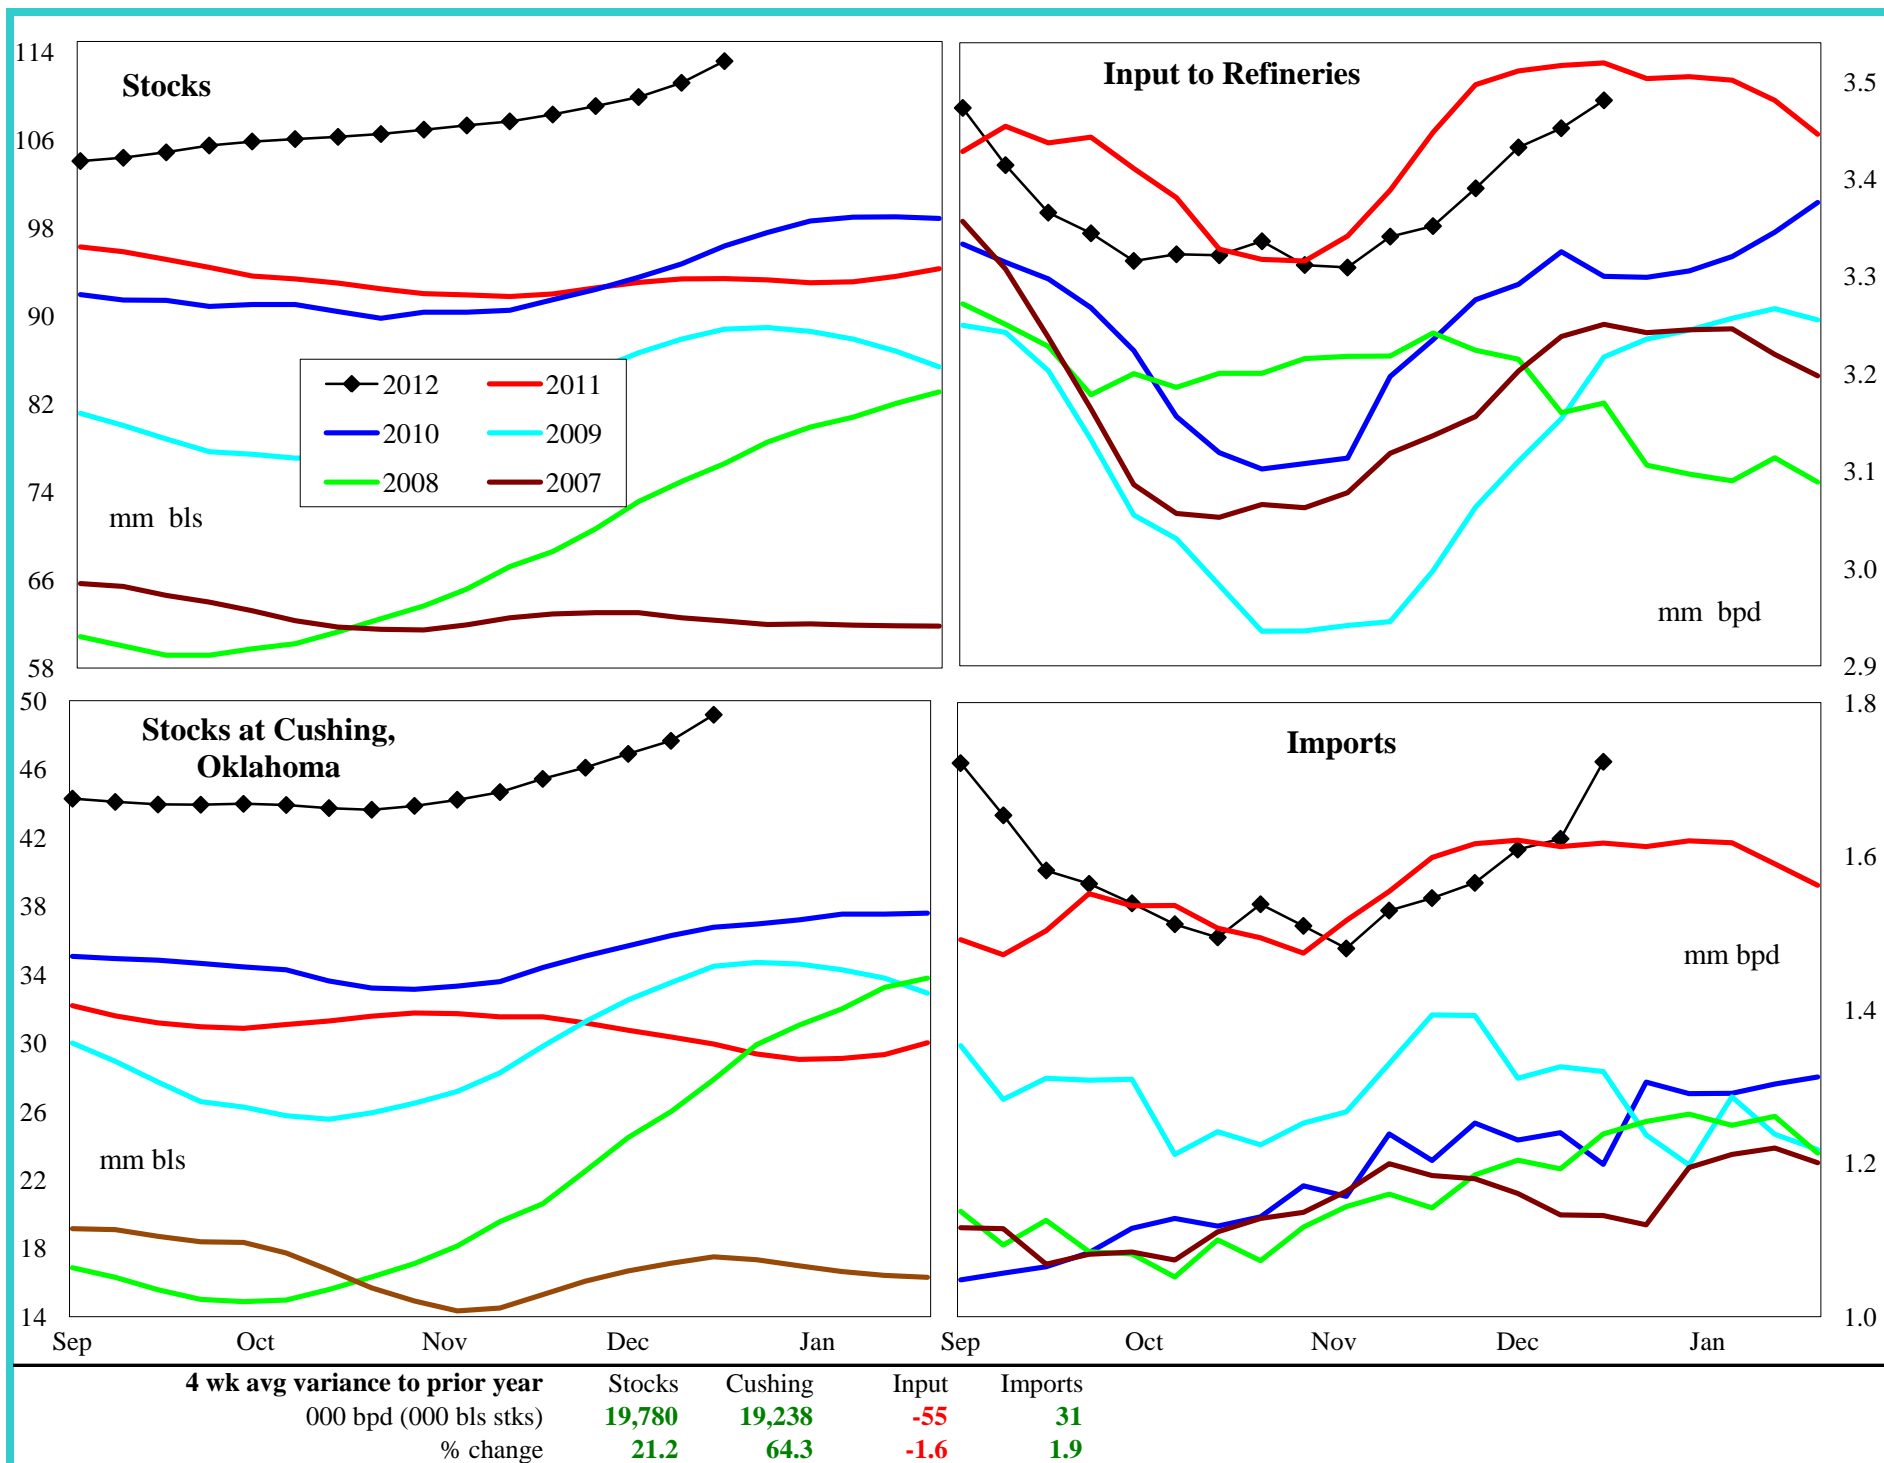 Stocks
114
106
98
90
82
74
66
58
2012
2011
2010
2009
2008
2007
mm bls
Input to Refineries
3.5
3.4
3.3
3.2
3.1
3.0
2.9
mm bpd
Stocks at Cushing,
Oklahoma
50
46
42
38
34
30
26
22
18
14
mm bls
Sep Oct Nov Dec Jan
Imports
1.8
1.6
1.4
1.2
1.0
mm bpd
Sep Oct Nov Dec Jan
4 wk avg variance to prior year Stocks Cushing Input Imports
000 bpd (000 bls stks) 19,780 19,238 -55 31
% change 21.2 64.3 -1.6 1.9